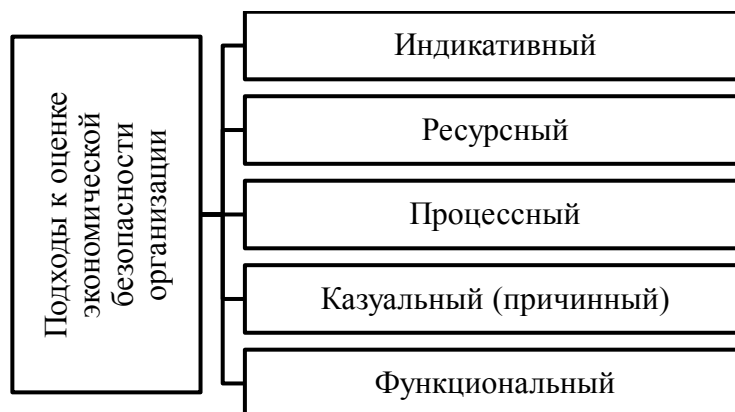 Подходы к оценке
экономической
безопасности
организации
Индикативный
Ресурсный
Процессный
Казуальный (причинный)
Функциональный